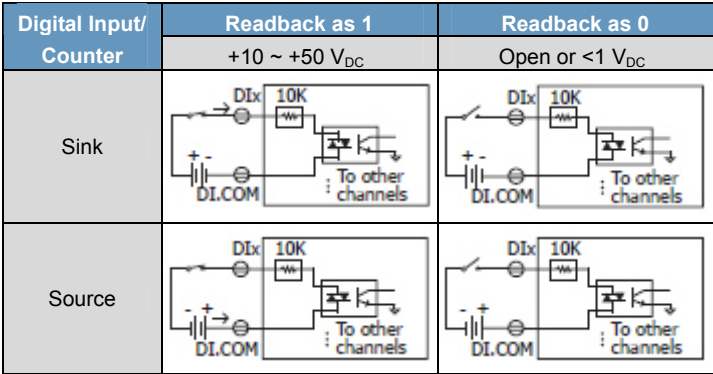 Digital Input/
Counter
Readback as 1
Readback as 0
+10 ~ +50 VDC
Open or <1 VDC
Sink
DIx 10K
+ -
DI.COM
To other
channels
DIx 10K
+ -
DI.COM
To other
channels
Source
DIx 10K
- +
DI.COM
To other
channels
DIx 10K
- +
DI.COM
To other
channels